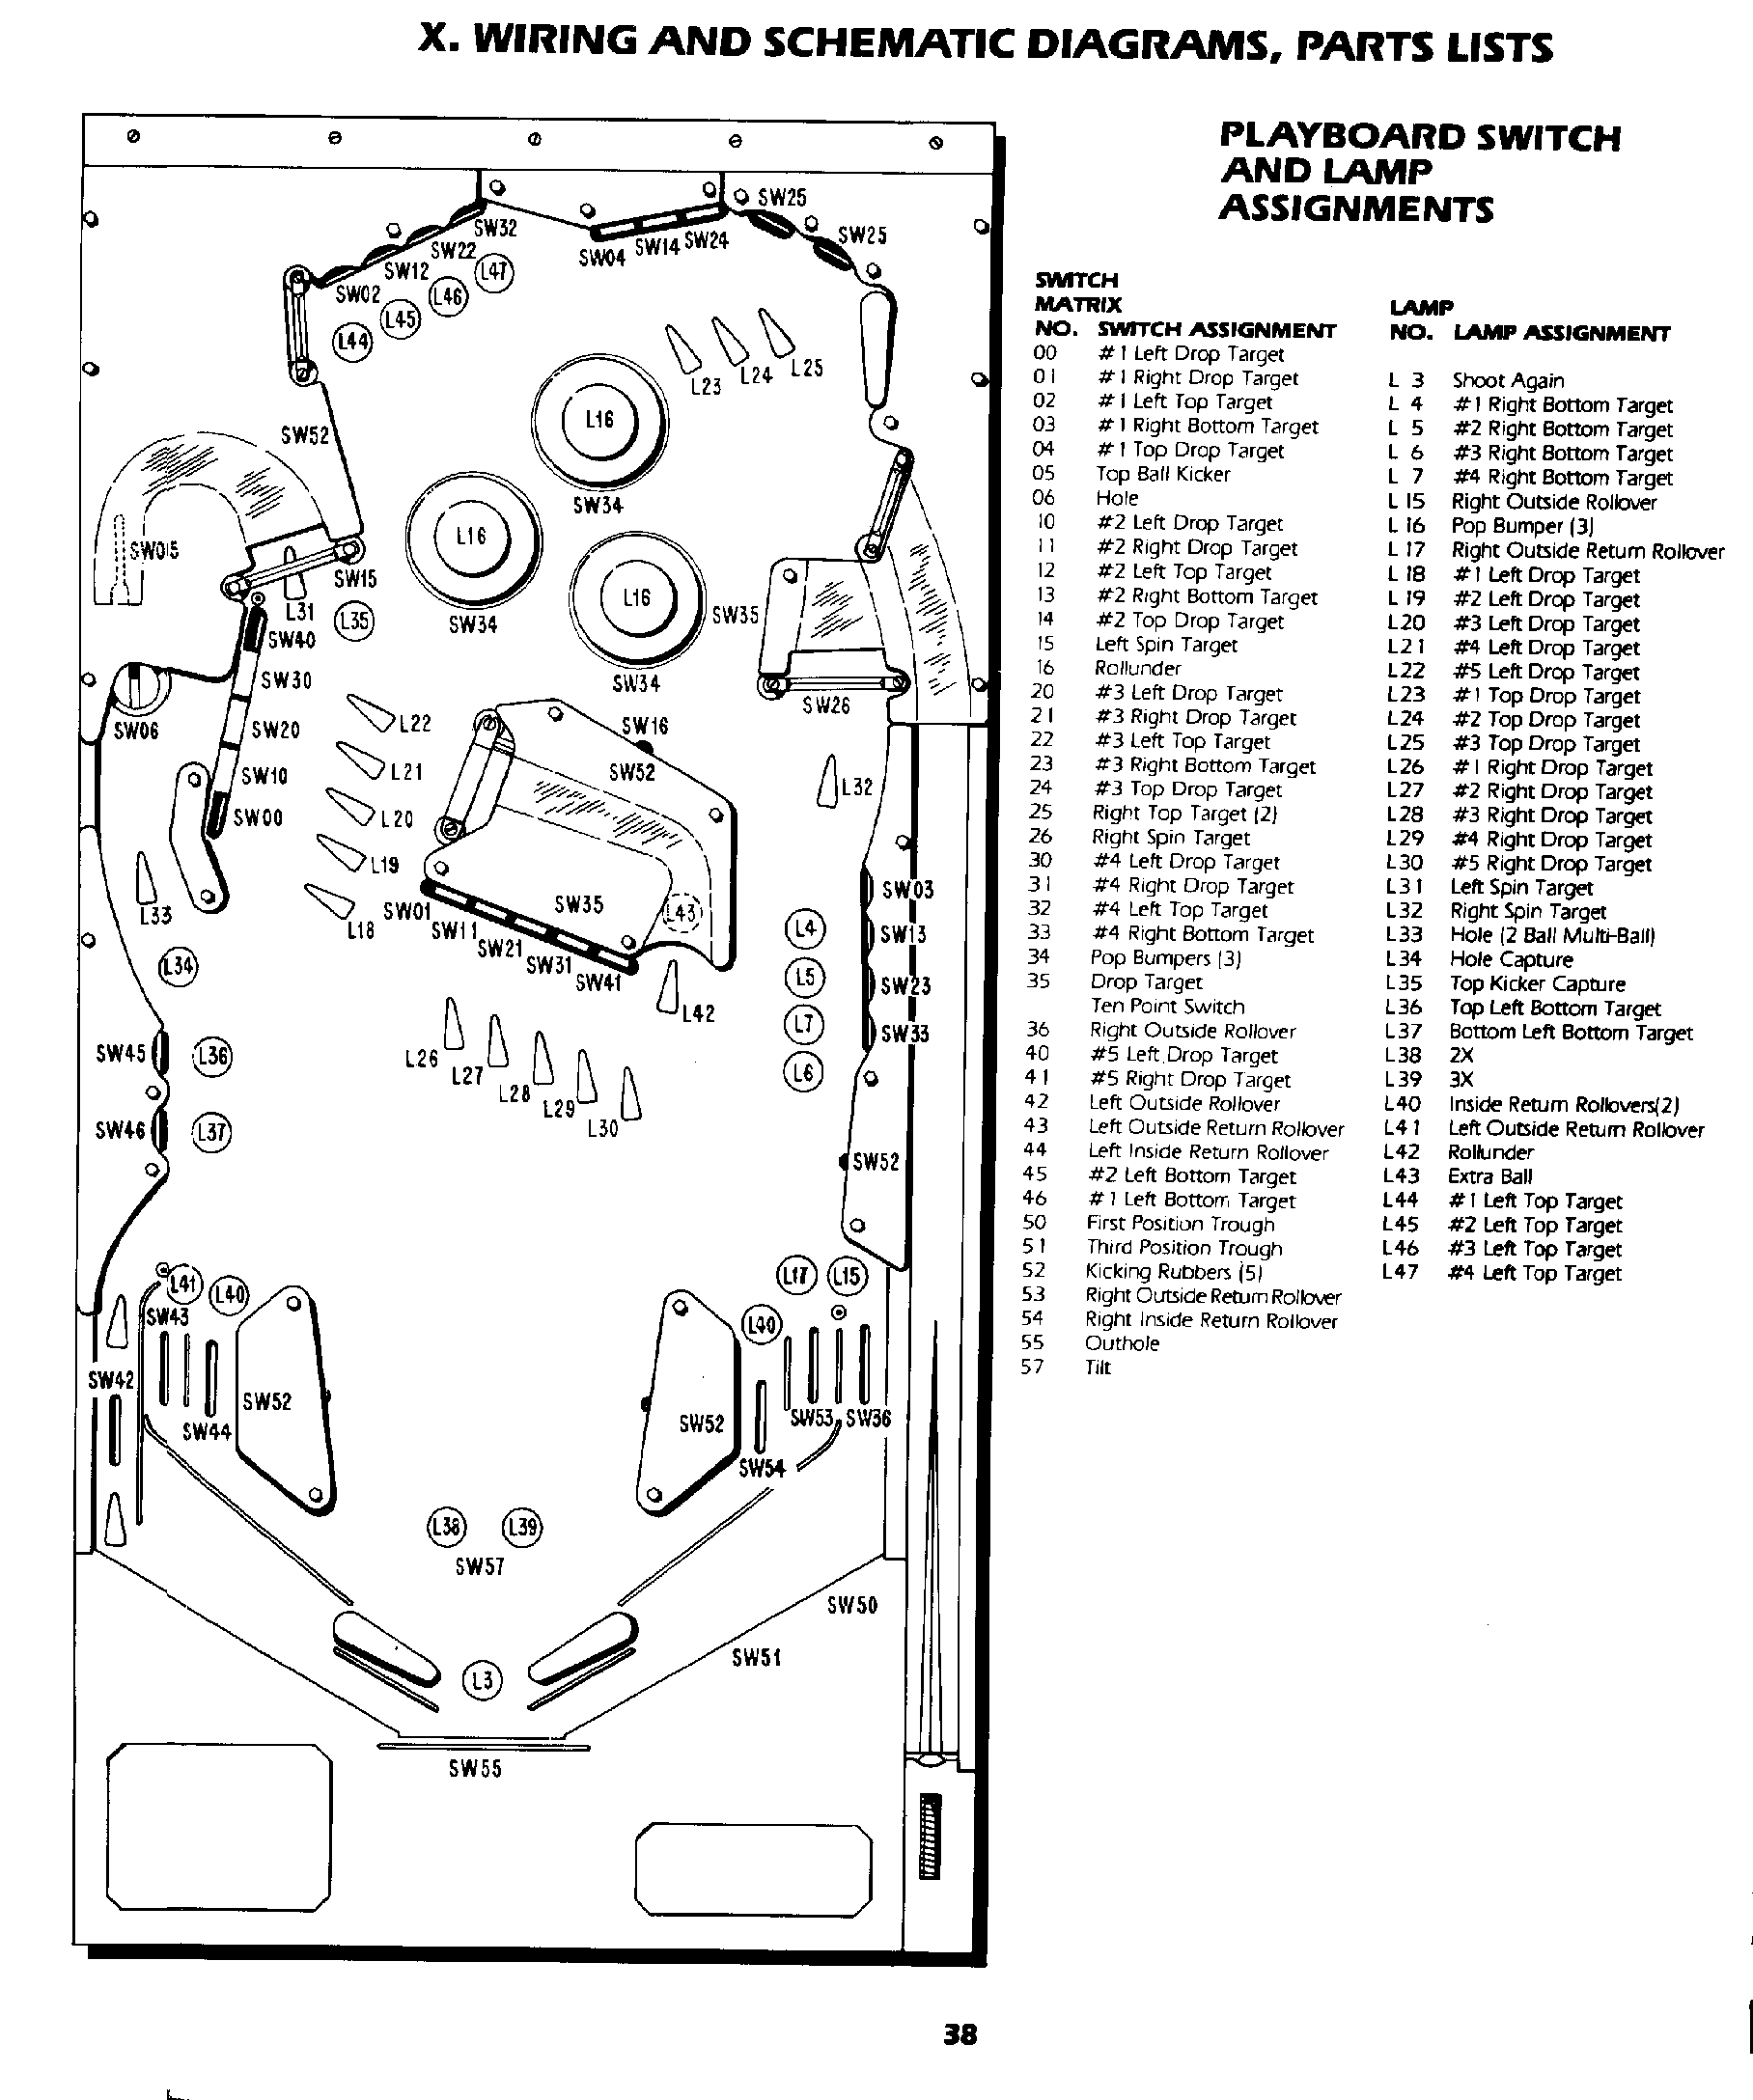 X. WIRING AND SCHEMATIC DIAGRAMS, PARTS LISTS
PLAYBOARD SWITCH
AND LAMP
ASSIGNMENTS
SWITCH
MATRIX
NO. SWITCH ASSIGNMENT
00 #1 Left Drop Target
01 #1 Right Drop Target
02 #1 Left Top Target
03 #1 Right Bottom Target
04 #1 Top Drop Target
05 Top Ball Kicker
06 Hole
10 #2 Left Drop Target
11 #2 Right Drop Target
12 #2 Left Top Target
13 #2 Right Bottom Target
14 #2 Top Drop Target
15 Left Spin Target
16 Rollunder
20 #3 Left Drop Target
21 #3 Right Drop Target
22 #3 Left Top Target
23 #3 Right Bottom Target
24 #3 Top Drop Target
25 Right Top Target (2)
26 Right Spin Target
30 #4 Left Drop Target
31 #4 Right Drop Target
32 #4 Left Top Target
33 #4 Right Bottom Target
34 Pop Bumpers (3)
35 Drop Target
Ten Point Switch
36 Right Outside Rollover
40 #5 Left Drop Target
41 #5 Right Drop Target
42 Left Outside Rollover
43 Left Outside Return Rollover
44 Left Inside Return Rollover
45 #2 Left Bottom Target
46 #1 Left Bottom Target
50 First Position Trough
51 Third Position Trough
52 Kicking Rubbers (5)
53 Right Outside Return Rollover
54 Right Inside Return Rollover
55 Outhole
57 Tilt
LAMP
NO. LAMP ASSIGNMENT
L 3 Shoot Again
L 4 #1 Right Bottom Target
L 5 #2 Right Bottom Target
L 6 #3 Right Bottom Target
L 7 #4 Right Bottom Target
L 15 Right Outside Rollover
L 16 Pop Bumper (3)
L 17 Right Outside Return Rollover
L 18 #1 Left Drop Target
L 19 #2 Left Drop Target
L20 #3 Left Drop Target
L21 #4 Left Drop Target
L22 #5 Left Drop Target
L23 #1 Top Drop Target
L24 #2 Top Drop Target
L25 #3 Top Drop Target
L26 #1 Right Drop Target
L27 #2 Right Drop Target
L28 #3 Right Drop Target
L29 #4 Right Drop Target
L30 #5 Right Drop Target
L31 Left Spin Target
L32 Right Spin Target
L33 Hole (2 Ball Multi-Ball)
L34 Hole Capture
L35 Top Kicker Capture
L36 Top Left Bottom Target
L37 Bottom Left Bottom Target
L38 2X
L39 3X
L40 Inside Return Rollovers(2)
L41 Left Outside Return Rollover
L42 Rollunder
L43 Extra Ball
L44 #1 Left Top Target
L45 #2 Left Top Target
L46 #3 Left Top Target
L47 #4 Left Top Target
SW25
SW32
SW25
SW14 SW24
SW22
SW04
SW12
L47
SW02
L46
L45
L44
L23 L24 L25
L16
SW52
SW34
L16
SW015
SW15
L16
L31
L35
SW34
SW35
SW40
SW30
SW34
SW26
SW06
SW20
L22
SW16
L21
SW52
SW10
L32
SW00
L20
L19
SW03
L33
L18
SW01
SW35
L43
SW11
L4
SW13
SW21
SW31
L34
SW41
L5
SW23
L42
L7
SW33
SW45
L36
L26
L27
L6
L28
L29
L30
SW46
L37
SW52
L41
L40
L17
L15
SW43
L40
SW42
SW52
SW44
SW52
SW53
SW36
SW54
L38
L39
SW57
SW50
SW51
L3
SW55
38